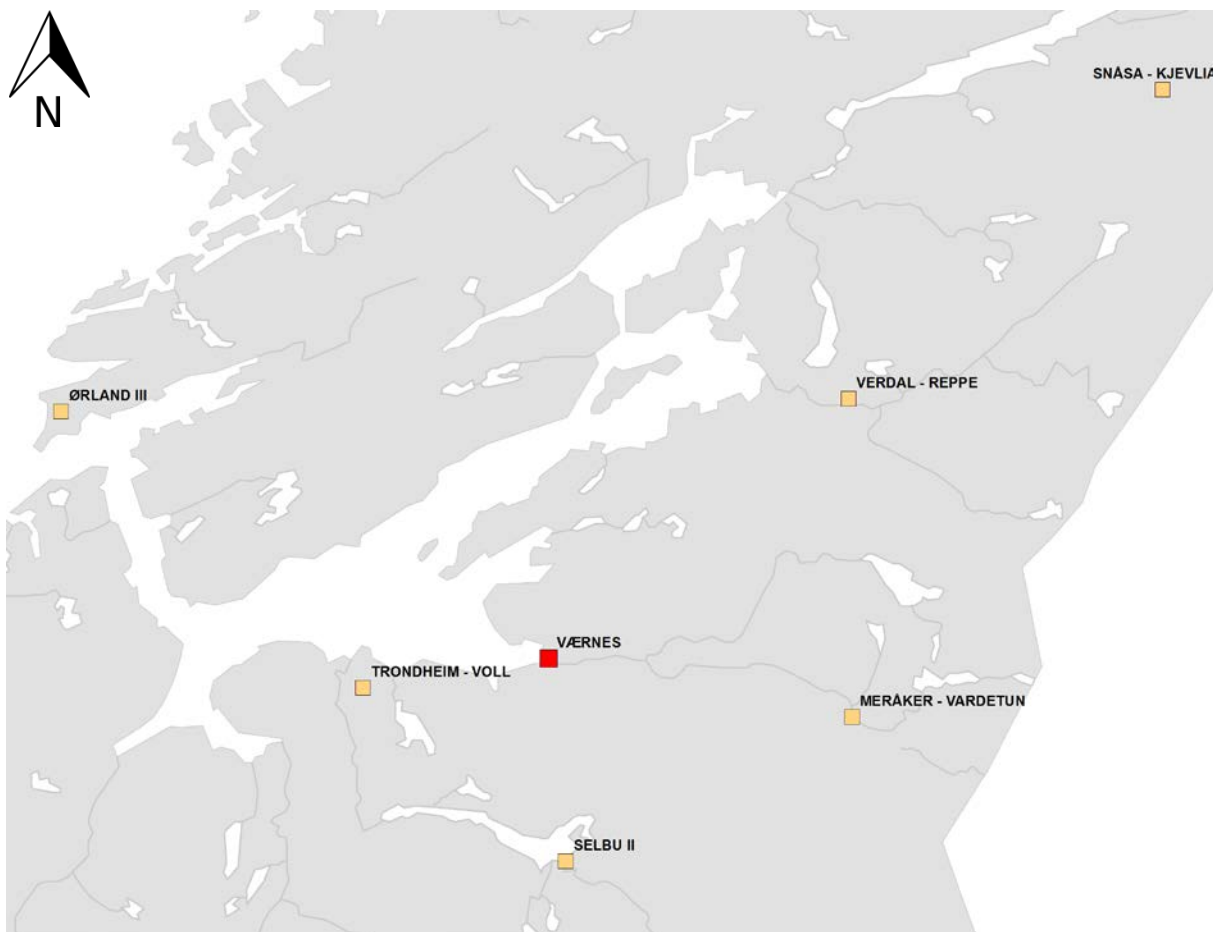 N
SNÅSA - KJEVLIA
VERDAL - REPPE
ØRLAND III
VÆRNES
TRONDHEIM - VOLL
MERÅKER - VARDETUN
SELBU II